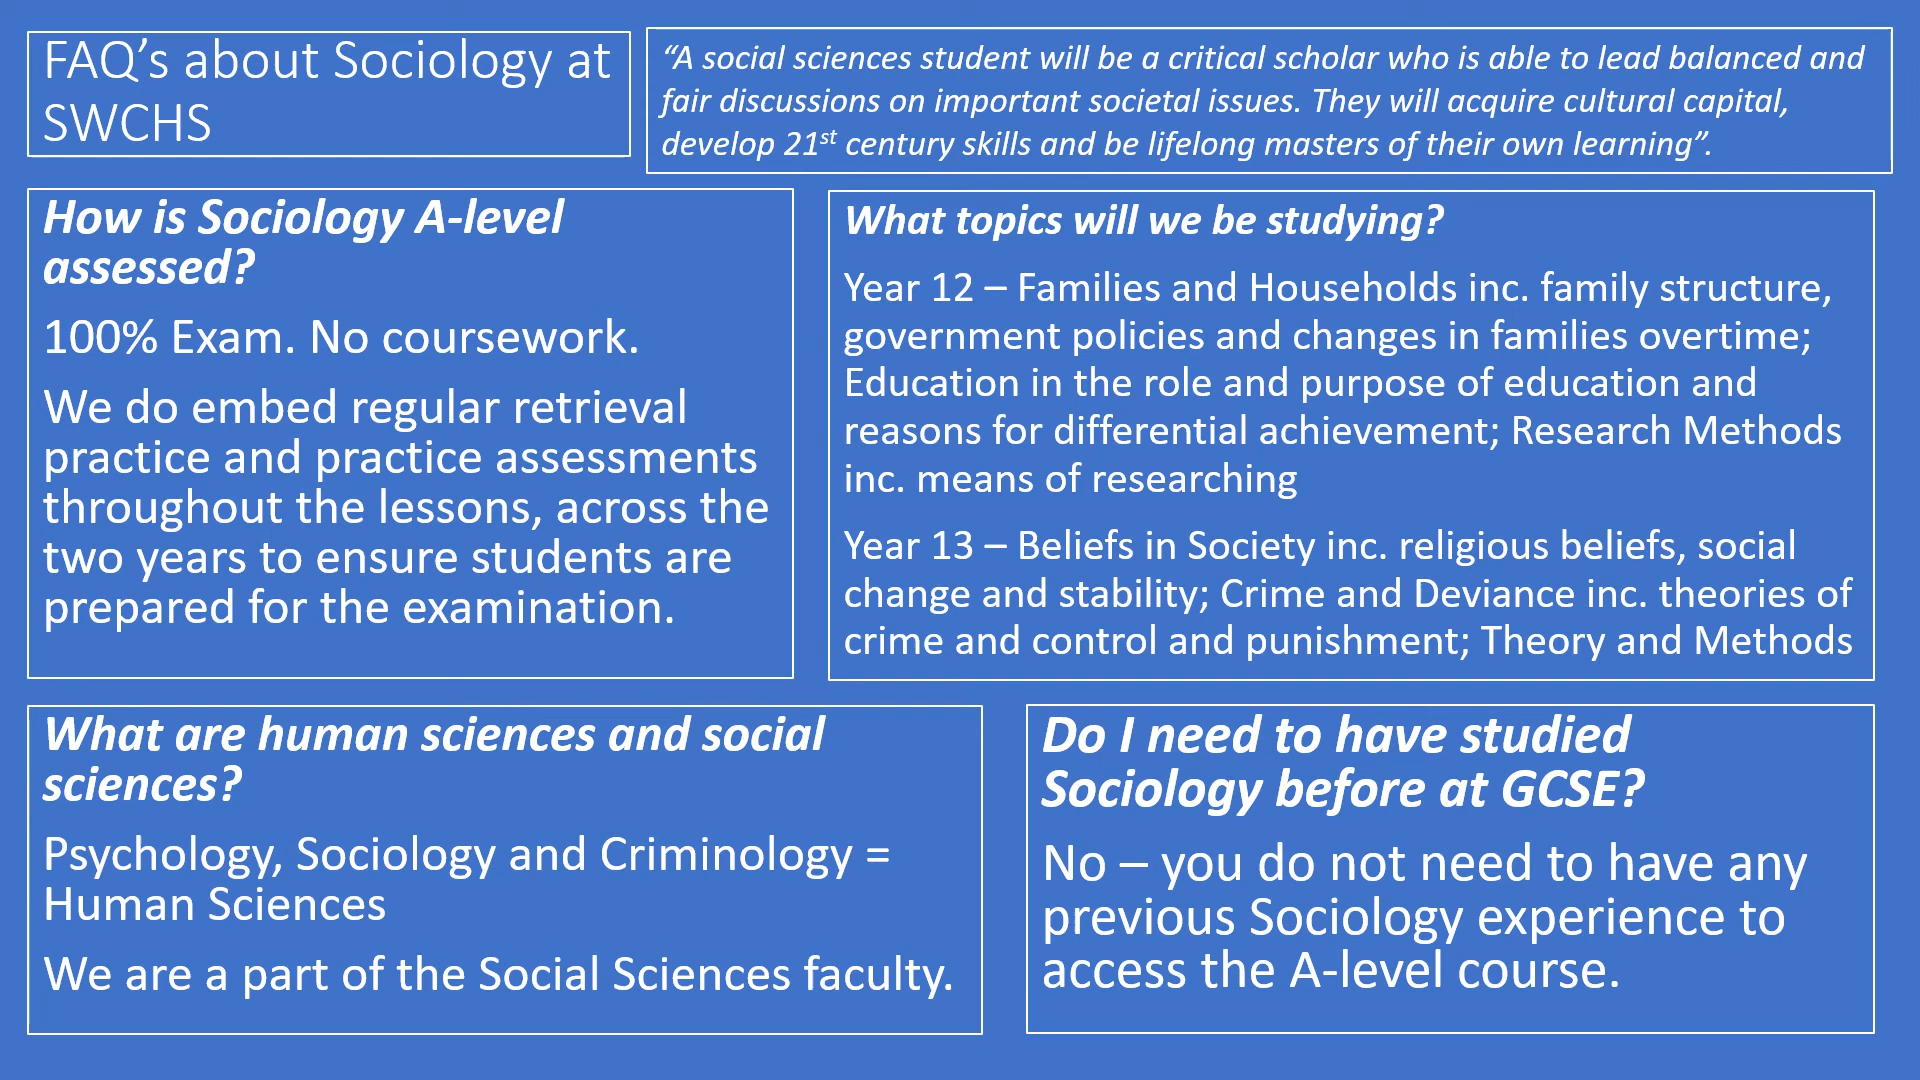 FAQ's about Sociology at
SWCHS
“A social sciences student will be a critical scholar who is able to lead balanced and
fair discussions on important societal issues. They will acquire cultural capital,
develop 21st century skills and be lifelong masters of their own learning”.
How is Sociology A-level
assessed?
100% Exam. No coursework.
We do embed regular retrieval
practice and practice assessments
throughout the lessons, across the
two years to ensure students are
prepared for the examination.
What topics will we be studying?
Year 12 – Families and Households inc. family structure,
government policies and changes in families overtime;
Education in the role and purpose of education and
reasons for differential achievement; Research Methods
inc. means of researching
Year 13 – Beliefs in Society inc. religious beliefs, social
change and stability; Crime and Deviance inc. theories of
crime and control and punishment; Theory and Methods
What are human sciences and social
sciences?
Psychology, Sociology and Criminology =
Human Sciences
We are a part of the Social Sciences faculty.
Do I need to have studied
Sociology before at GCSE?
No – you do not need to have any
previous Sociology experience to
access the A-level course.